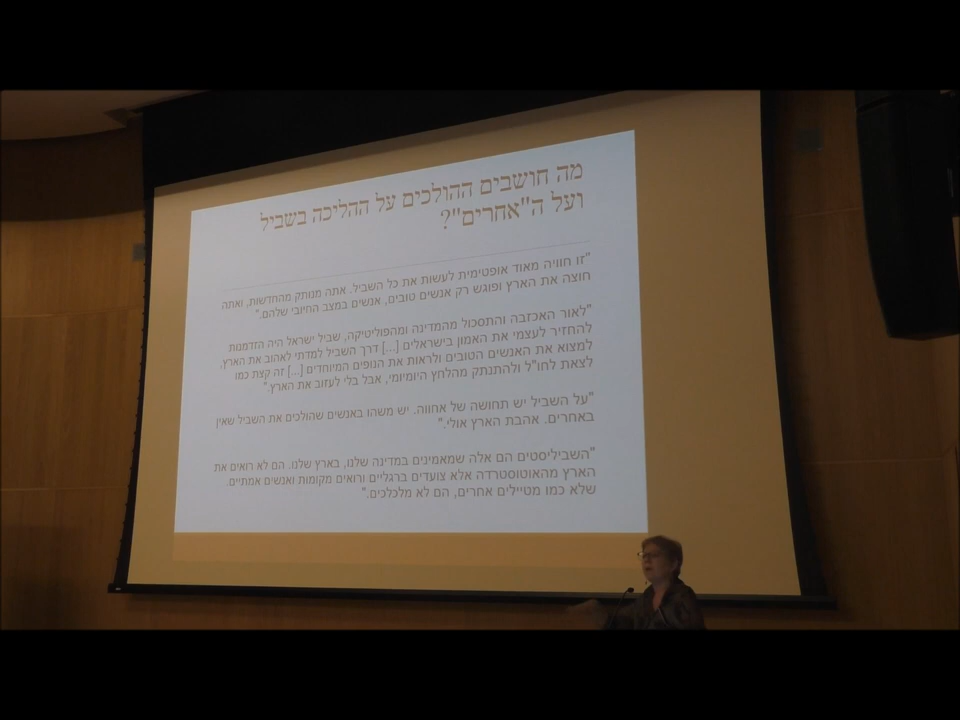 מה חושבים ההולכים על ההליכה בשביל
ועל ה"אחרים"?
"זו חוויה מאוד אופטימית לעשות את כל השביל. אתה מנותק מהחדשות, ואתה
חוצה את הארץ ופוגש רק אנשים טובים, אנשים במצב החיובי שלהם."
"לאור האכזבה והתסכול מהמדינה ומהפוליטיקה, שביל ישראל היה הזדמנות
להחזיר לעצמי את האמון בישראלים.[...] דרך השביל למדתי לאהוב את הארץ,
למצוא את האנשים הטובים ולראות את הנופים המיוחדים [...] זה קצת כמו
לצאת לחו"ל ולהתנתק מהלחץ היומיומי, אבל בלי לעזוב את הארץ."
"על השביל יש תחושה של אחווה. יש משהו באנשים שהולכים את השביל שאין
באחרים. אהבת הארץ אולי."
"השביליסטים הם אלה שמאמינים במדינה שלנו, בארץ שלנו. הם לא רואים את
הארץ מהאוטוסטרדה אלא צועדים ברגליים ורואים מקומות ואנשים אמתיים.
שלא כמו מטיילים אחרים, הם לא מלכלכים."